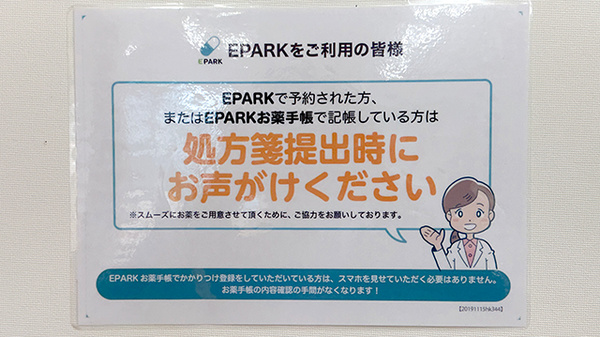 EPARK
EPARKをご利用の皆様
EPARKで予約された方、
またはEPARKお薬手帳で記帳している方は
処方箋提出時に
お声がけください
※スムーズにお薬をご用意させて頂くために、ご協力をお願いしております。
EPARK お薬手帳でかかりつけ登録をしていただいている方は、スマホを見せていただく必要はありません。
お薬手帳の内容確認の手間がなくなります！
【20191115hk344】